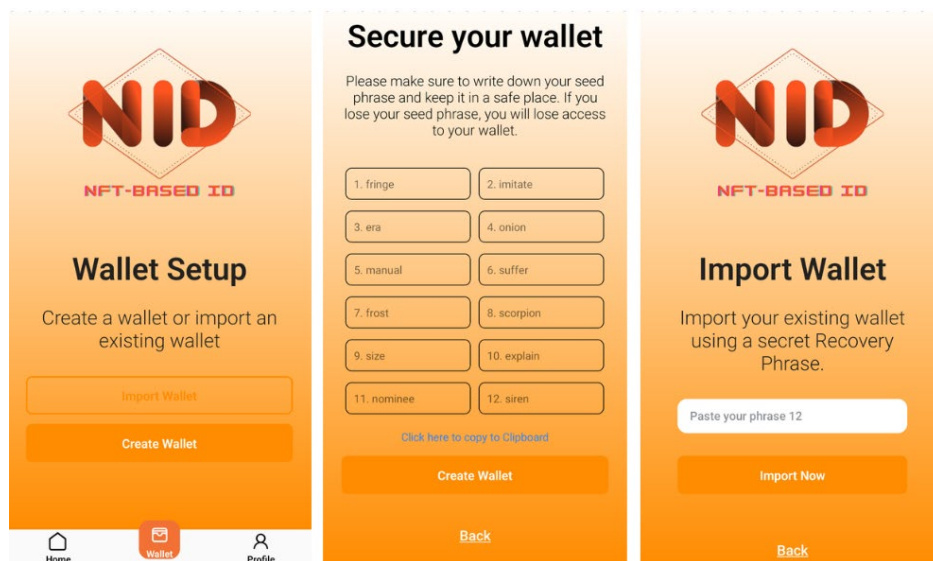 NID
NFT-BASED ID
Wallet Setup
Create a wallet or import an
existing wallet
Import Wallet
Create Wallet
Home
Wallet
Profile
Secure your wallet
Please make sure to write down your seed
phrase and keep it in a safe place. If you
lose your seed phrase, you will lose access
to your wallet.
1. fringe
2. imitate
3. era
4. onion
5. manual
6. suffer
7. frost
8. scorpion
9. size
10. explain
11. nominee
12. siren
Click here to copy to Clipboard
Create Wallet
Back
NID
NFT-BASED ID
Import Wallet
Import your existing wallet
using a secret Recovery
Phrase.
Paste your phrase 12
Import Now
Back